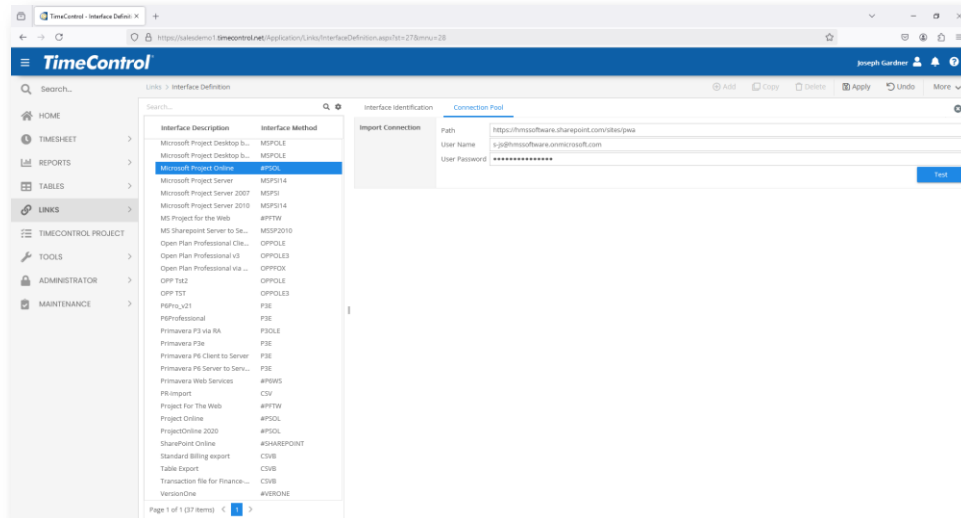 TimeControl - Interface Definit- X +
https://salesdemo1.timecontrol.net/Application/Links/InterfaceDefinition.aspx?st=27&mnu=28
TimeControl
Joseph Gardner
Search...
HOME
TIMESHEET
REPORTS
TABLES
LINKS
TIMECONTROL PROJECT
TOOLS
ADMINISTRATOR
MAINTENANCE
Links > Interface Definition
Add Copy Delete Apply Undo More
Search...
Interface Description Interface Method
Microsoft Project Desktop b... MSPOLE
Microsoft Project Desktop b... MSPOLE
Microsoft Project Online #PSOL
Microsoft Project Server MSPSI14
Microsoft Project Server 2007 MSPSI
Microsoft Project Server 2010 MSPSI14
MS Project for the Web #PFTW
MS Sharepoint Server to Se... MSSP2010
Open Plan Professional Clie... OPPOLE
Open Plan Professional v3 OPPOLE3
Open Plan Professional via ... OPPFOX
OPP Tst2 OPPOLE
OPP TST OPPOLE3
P6Pro_v21 P3E
P6Professional P3E
Primavera P3 via RA P3OLE
Primavera P3e P3E
Primavera P6 Client to Server P3E
Primavera P6 Server to Serv... P3E
Primavera Web Services #P6WS
PR-Import CSV
Project For The Web #PFTW
Project Online #PSOL
ProjectOnline 2020 #PSOL
SharePoint Online #SHAREPOINT
Standard Billing export CSVB
Table Export CSVB
Transaction file for Finance-... CSVB
VersionOne #VERONE
Page 1 of 1 (37 items) < 1 >
Interface Identification Connection Pool
Import Connection
Path https://hmssoftware.sharepoint.com/sites/pwa
User Name s-js@hmssoftware.onmicrosoft.com
User Password •••••••••••••••
Test